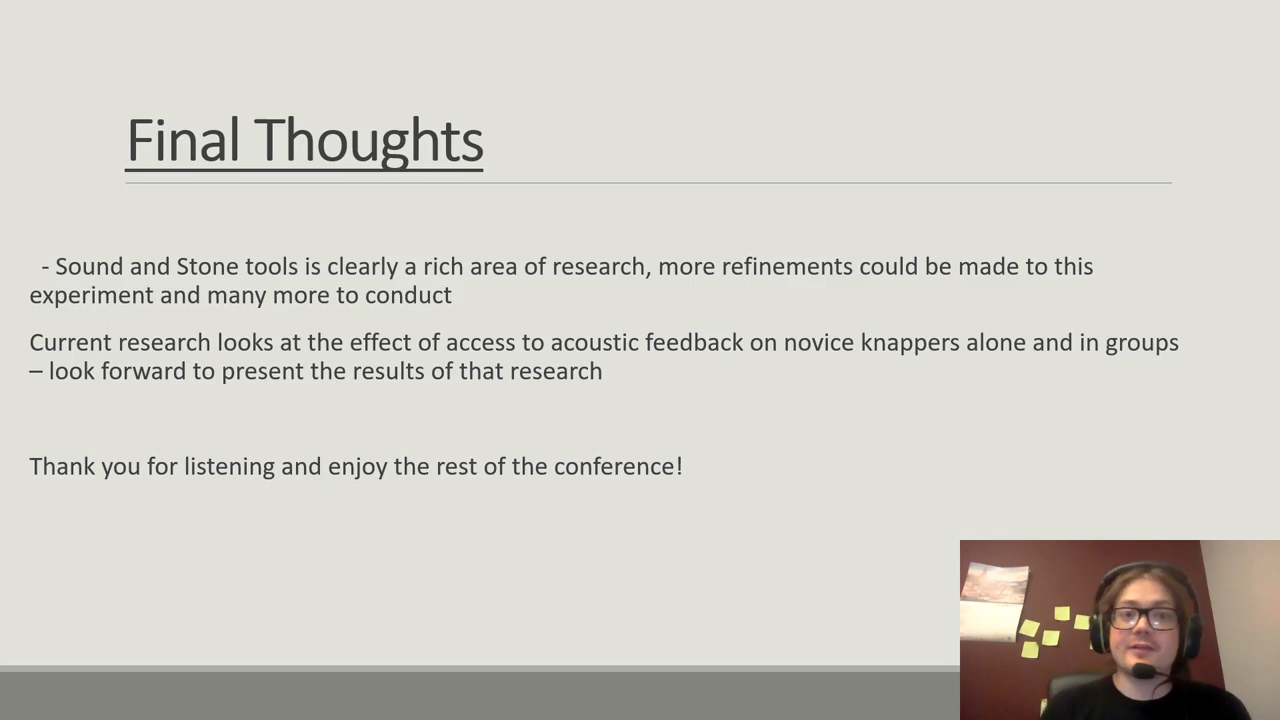 Final Thoughts
- Sound and Stone tools is clearly a rich area of research, more refinements could be made to this
experiment and many more to conduct
Current research looks at the effect of access to acoustic feedback on novice knappers alone and in groups
– look forward to present the results of that research
Thank you for listening and enjoy the rest of the conference!